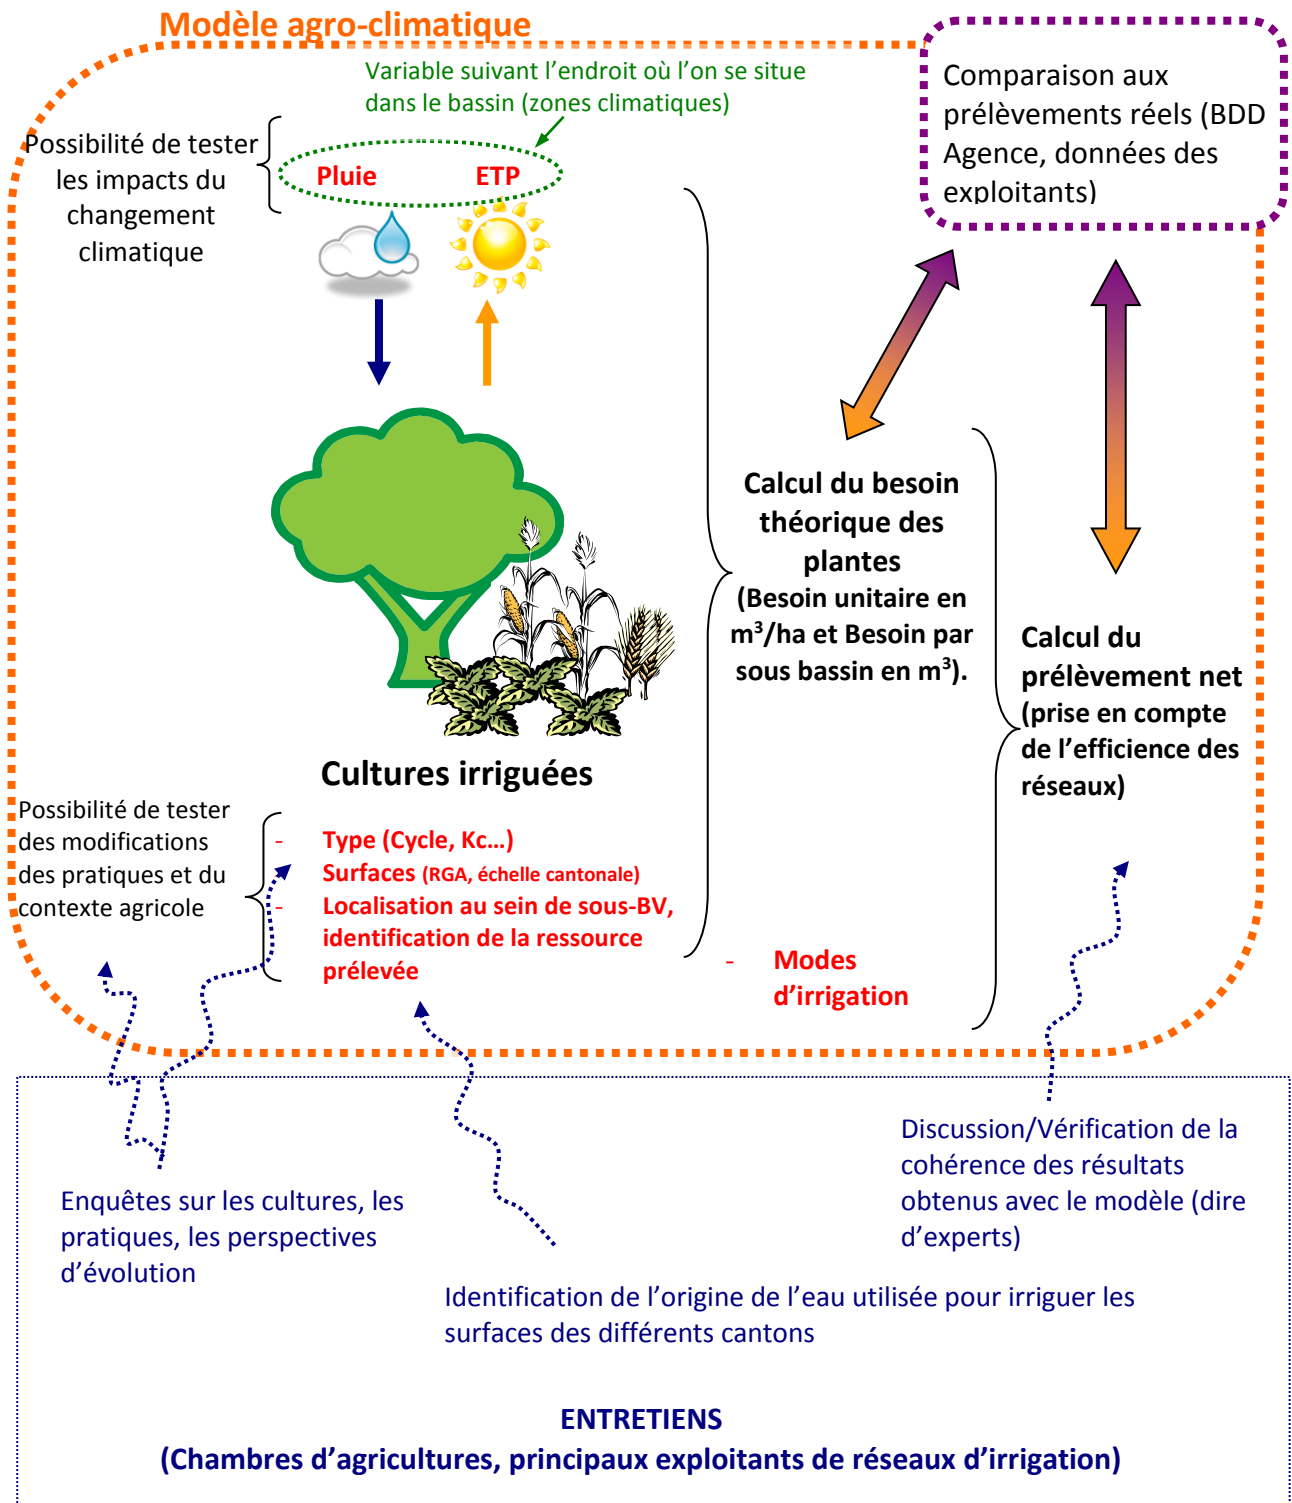 Modèle agro-climatique
Variable suivant l’endroit où l’on se situe
dans le bassin (zones climatiques)
Comparaison aux
prélèvements réels (BDD
Agence, données des
exploitants)
Possibilité de tester
les impacts du
changement
climatique
Pluie
ETP
Calcul du besoin
théorique des
plantes
(Besoin unitaire en
m³/ha et Besoin par
sous bassin en m³).
Calcul du
prélèvement net
(prise en compte
de l’efficience des
réseaux)
Cultures irriguées
Possibilité de tester
des modifications
des pratiques et du
contexte agricole
- Type (Cycle, Kc…)
- Surfaces (RGA, échelle cantonale)
- Localisation au sein de sous-BV,
identification de la ressource
prélevée
- Modes
d’irrigation
Discussion/Vérification de la
cohérence des résultats
obtenus avec le modèle (dire
d’experts)
Enquêtes sur les cultures, les
pratiques, les perspectives
d’évolution
Identification de l’origine de l’eau utilisée pour irriguer les
surfaces des différents cantons
ENTRETIENS
(Chambres d’agricultures, principaux exploitants de réseaux d’irrigation)